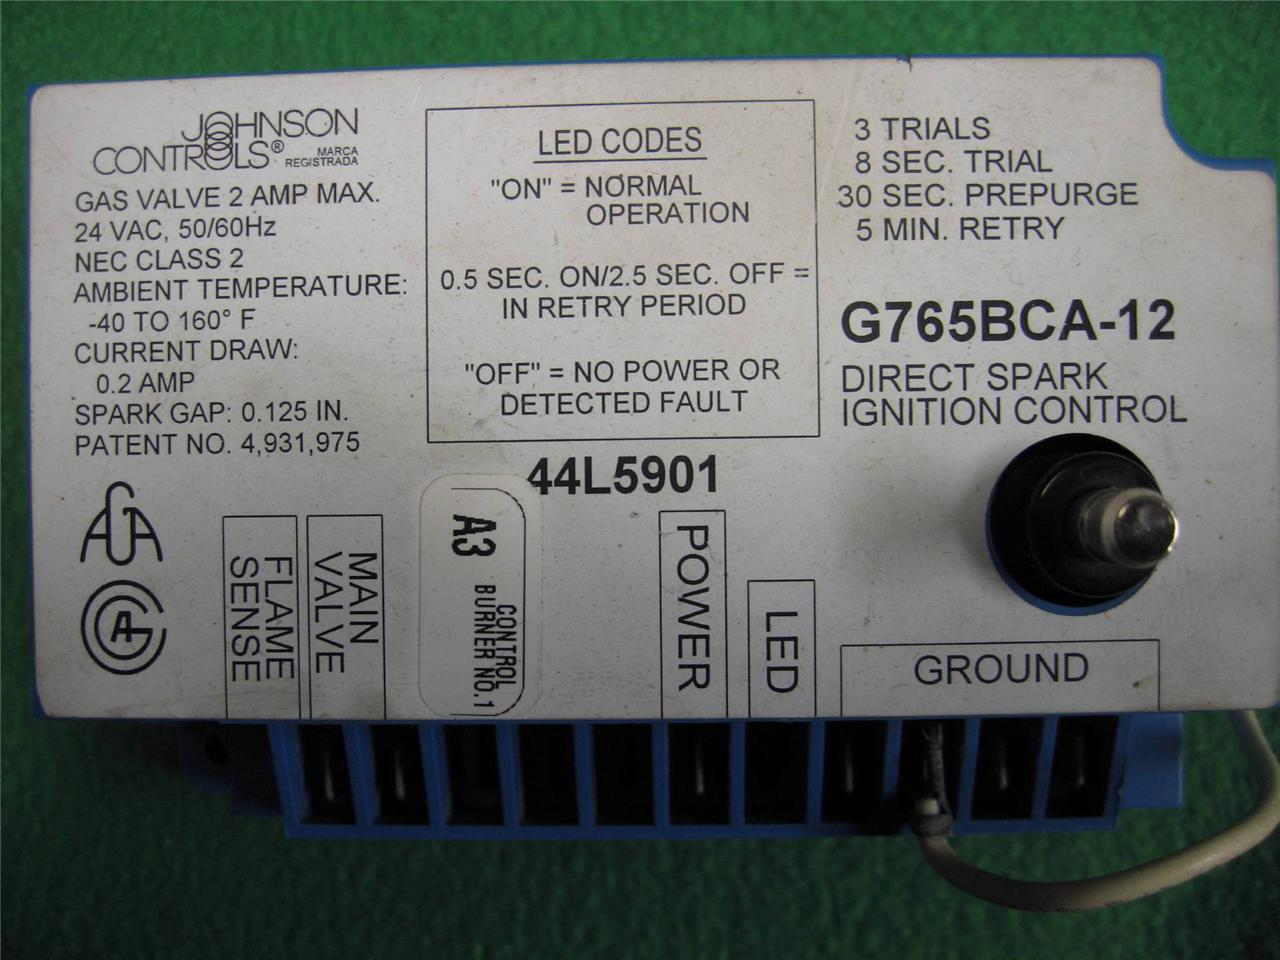 JOHNSON
CONTROLS® MARCA
REGISTRADA
GAS VALVE 2 AMP MAX.
24 VAC, 50/60Hz
NEC CLASS 2
AMBIENT TEMPERATURE:
-40 TO 160° F
CURRENT DRAW:
0.2 AMP
SPARK GAP: 0.125 IN.
PATENT NO. 4,931,975
LED CODES
"ON" = NORMAL
OPERATION
0.5 SEC. ON/2.5 SEC. OFF =
IN RETRY PERIOD
"OFF" = NO POWER OR
DETECTED FAULT
44L5901
3 TRIALS
8 SEC. TRIAL
30 SEC. PREPURGE
5 MIN. RETRY
G765BCA-12
DIRECT SPARK
IGNITION CONTROL
AGA
CGA
FLAME
SENSE
MAIN
VALVE
A3
CONTROL
BURNER NO.1
POWER
LED
GROUND